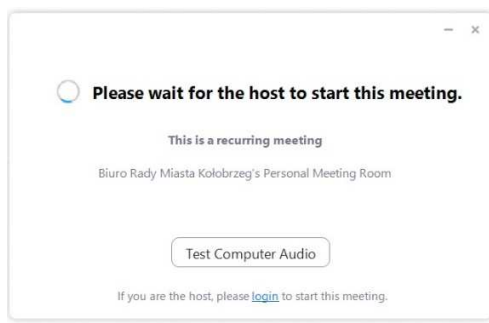 Please wait for the host to start this meeting.
This is a recurring meeting
Biuro Rady Miasta Kołobrzeg's Personal Meeting Room
Test Computer Audio
If you are the host, please login to start this meeting.